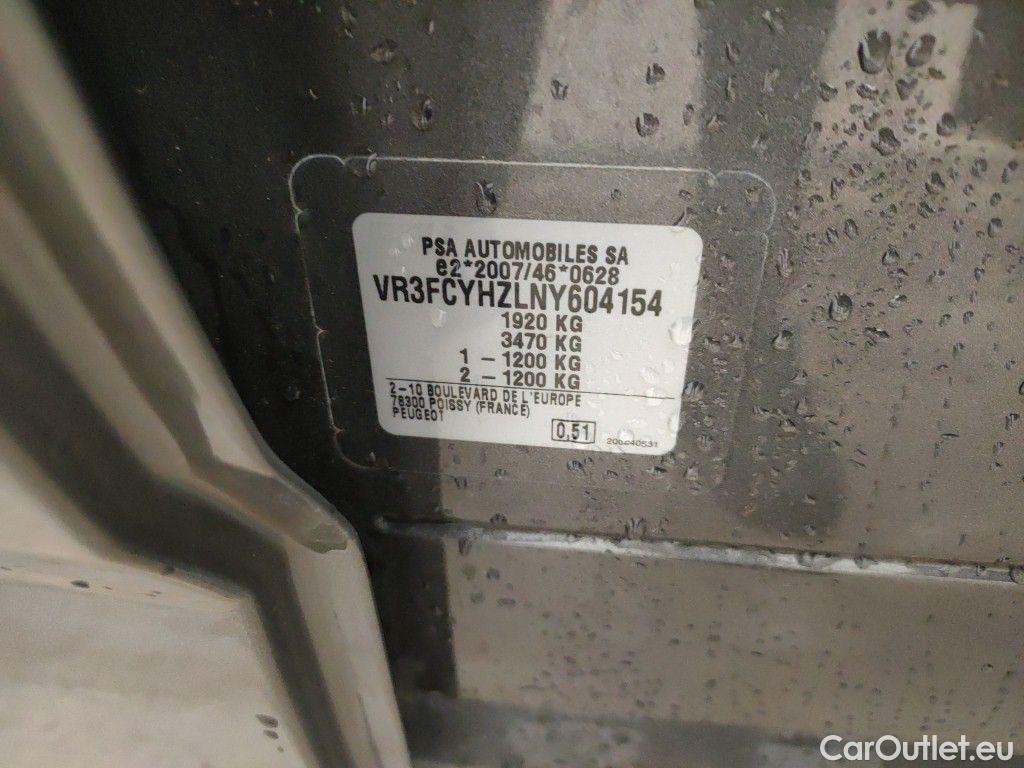 PSA AUTOMOBILES SA
e2*2007/46*0628
VR3FCYHZLNY604154
1920 KG
3470 KG
1 - 1200 KG
2 - 1200 KG
2-10 BOULEVARD DE L'EUROPE
78300 POISSY (FRANCE)
PEUGEOT
0.51
CarOutlet.eu